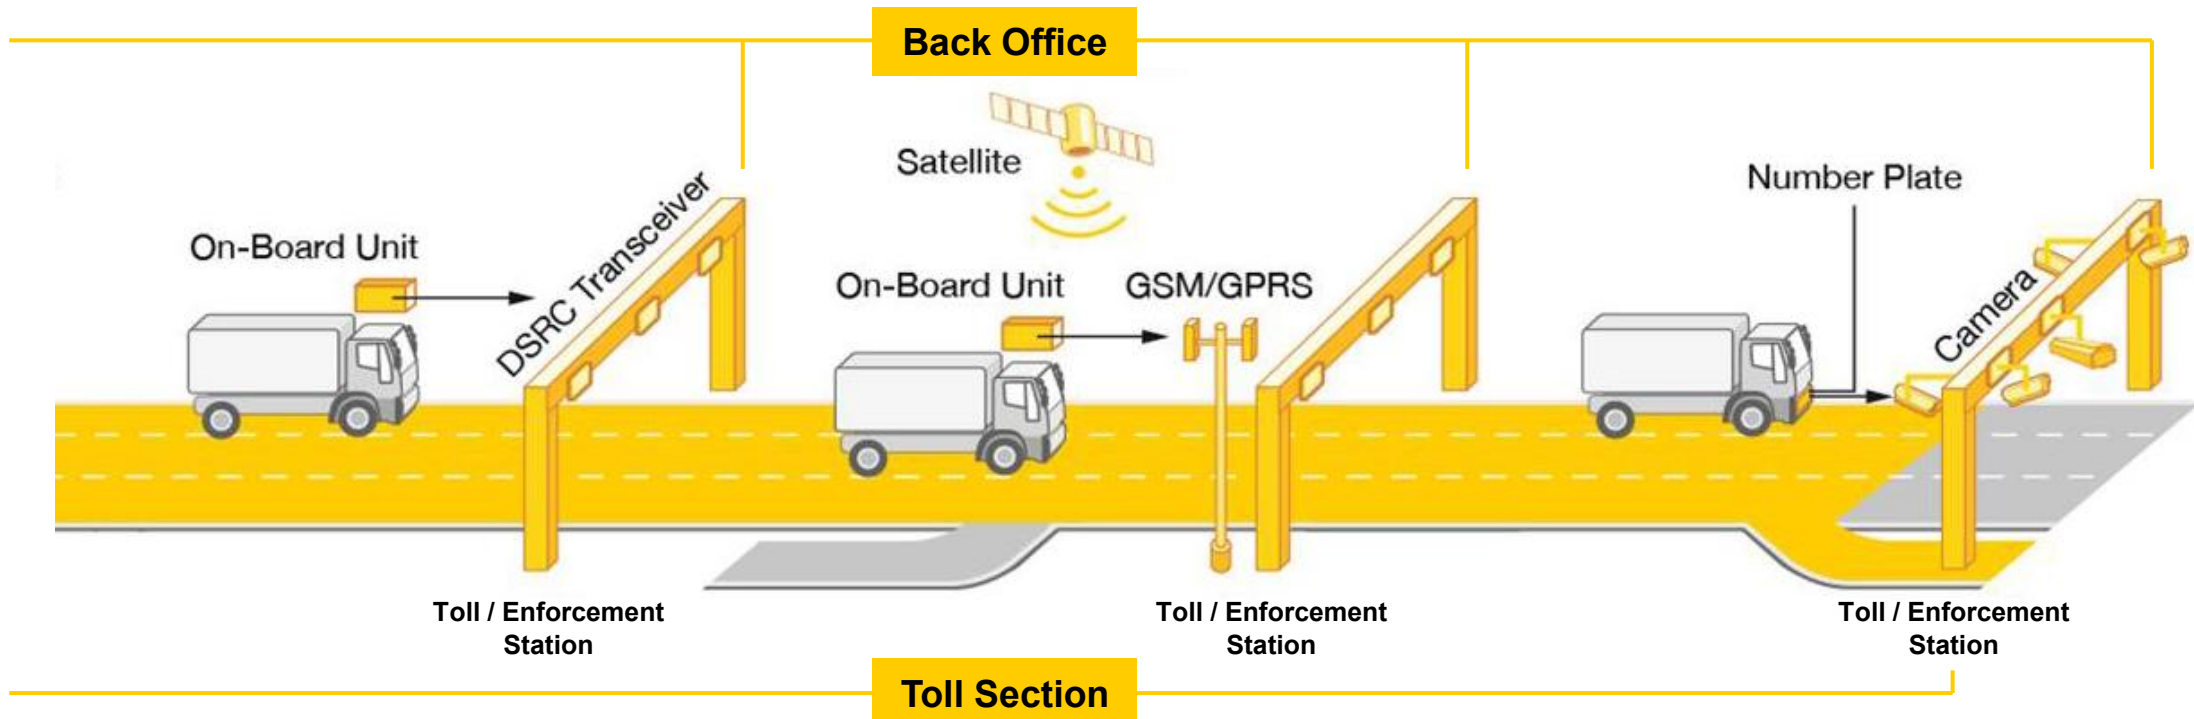 Back Office
Satellite
Number Plate
On-Board Unit
DSRC Transceiver
On-Board Unit
GSM/GPRS
Camera
Toll / Enforcement
Station
Toll / Enforcement
Station
Toll / Enforcement
Station
Toll Section